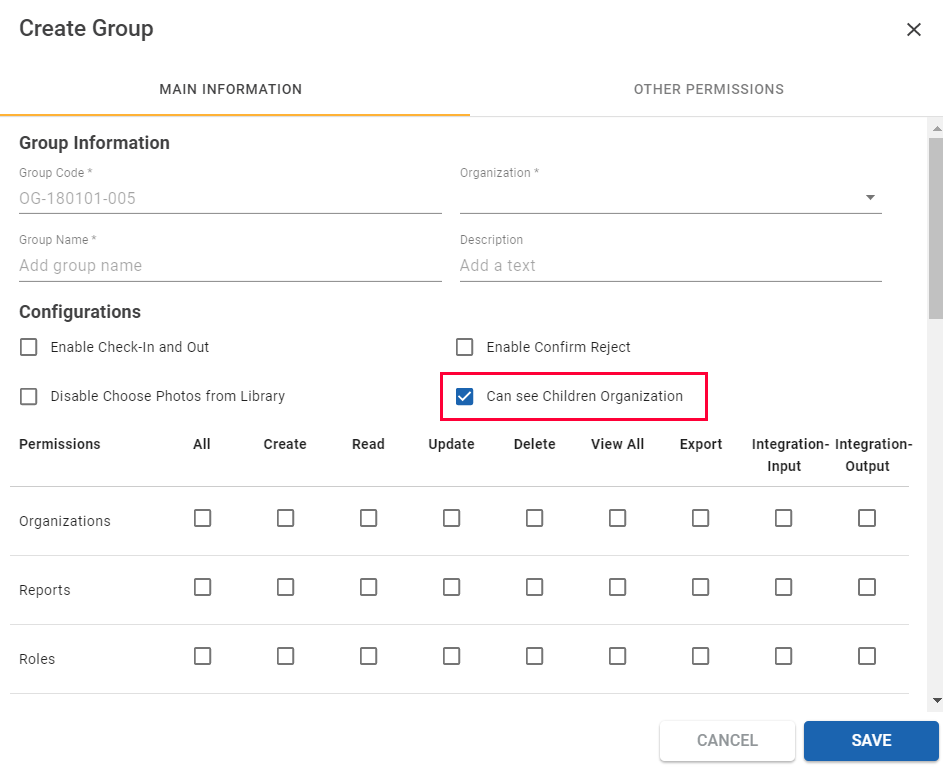 Create Group
MAIN INFORMATION
OTHER PERMISSIONS
Group Information
Group Code *
Organization *
OG-180101-005
Group Name *
Description
Add group name
Add a text
Configurations
Enable Check-In and Out
Enable Confirm Reject
Disable Choose Photos from Library
Can see Children Organization
Permissions All Create Read Update Delete View All Export Integration-Input Integration-Output
Organizations
Reports
Roles
CANCEL
SAVE